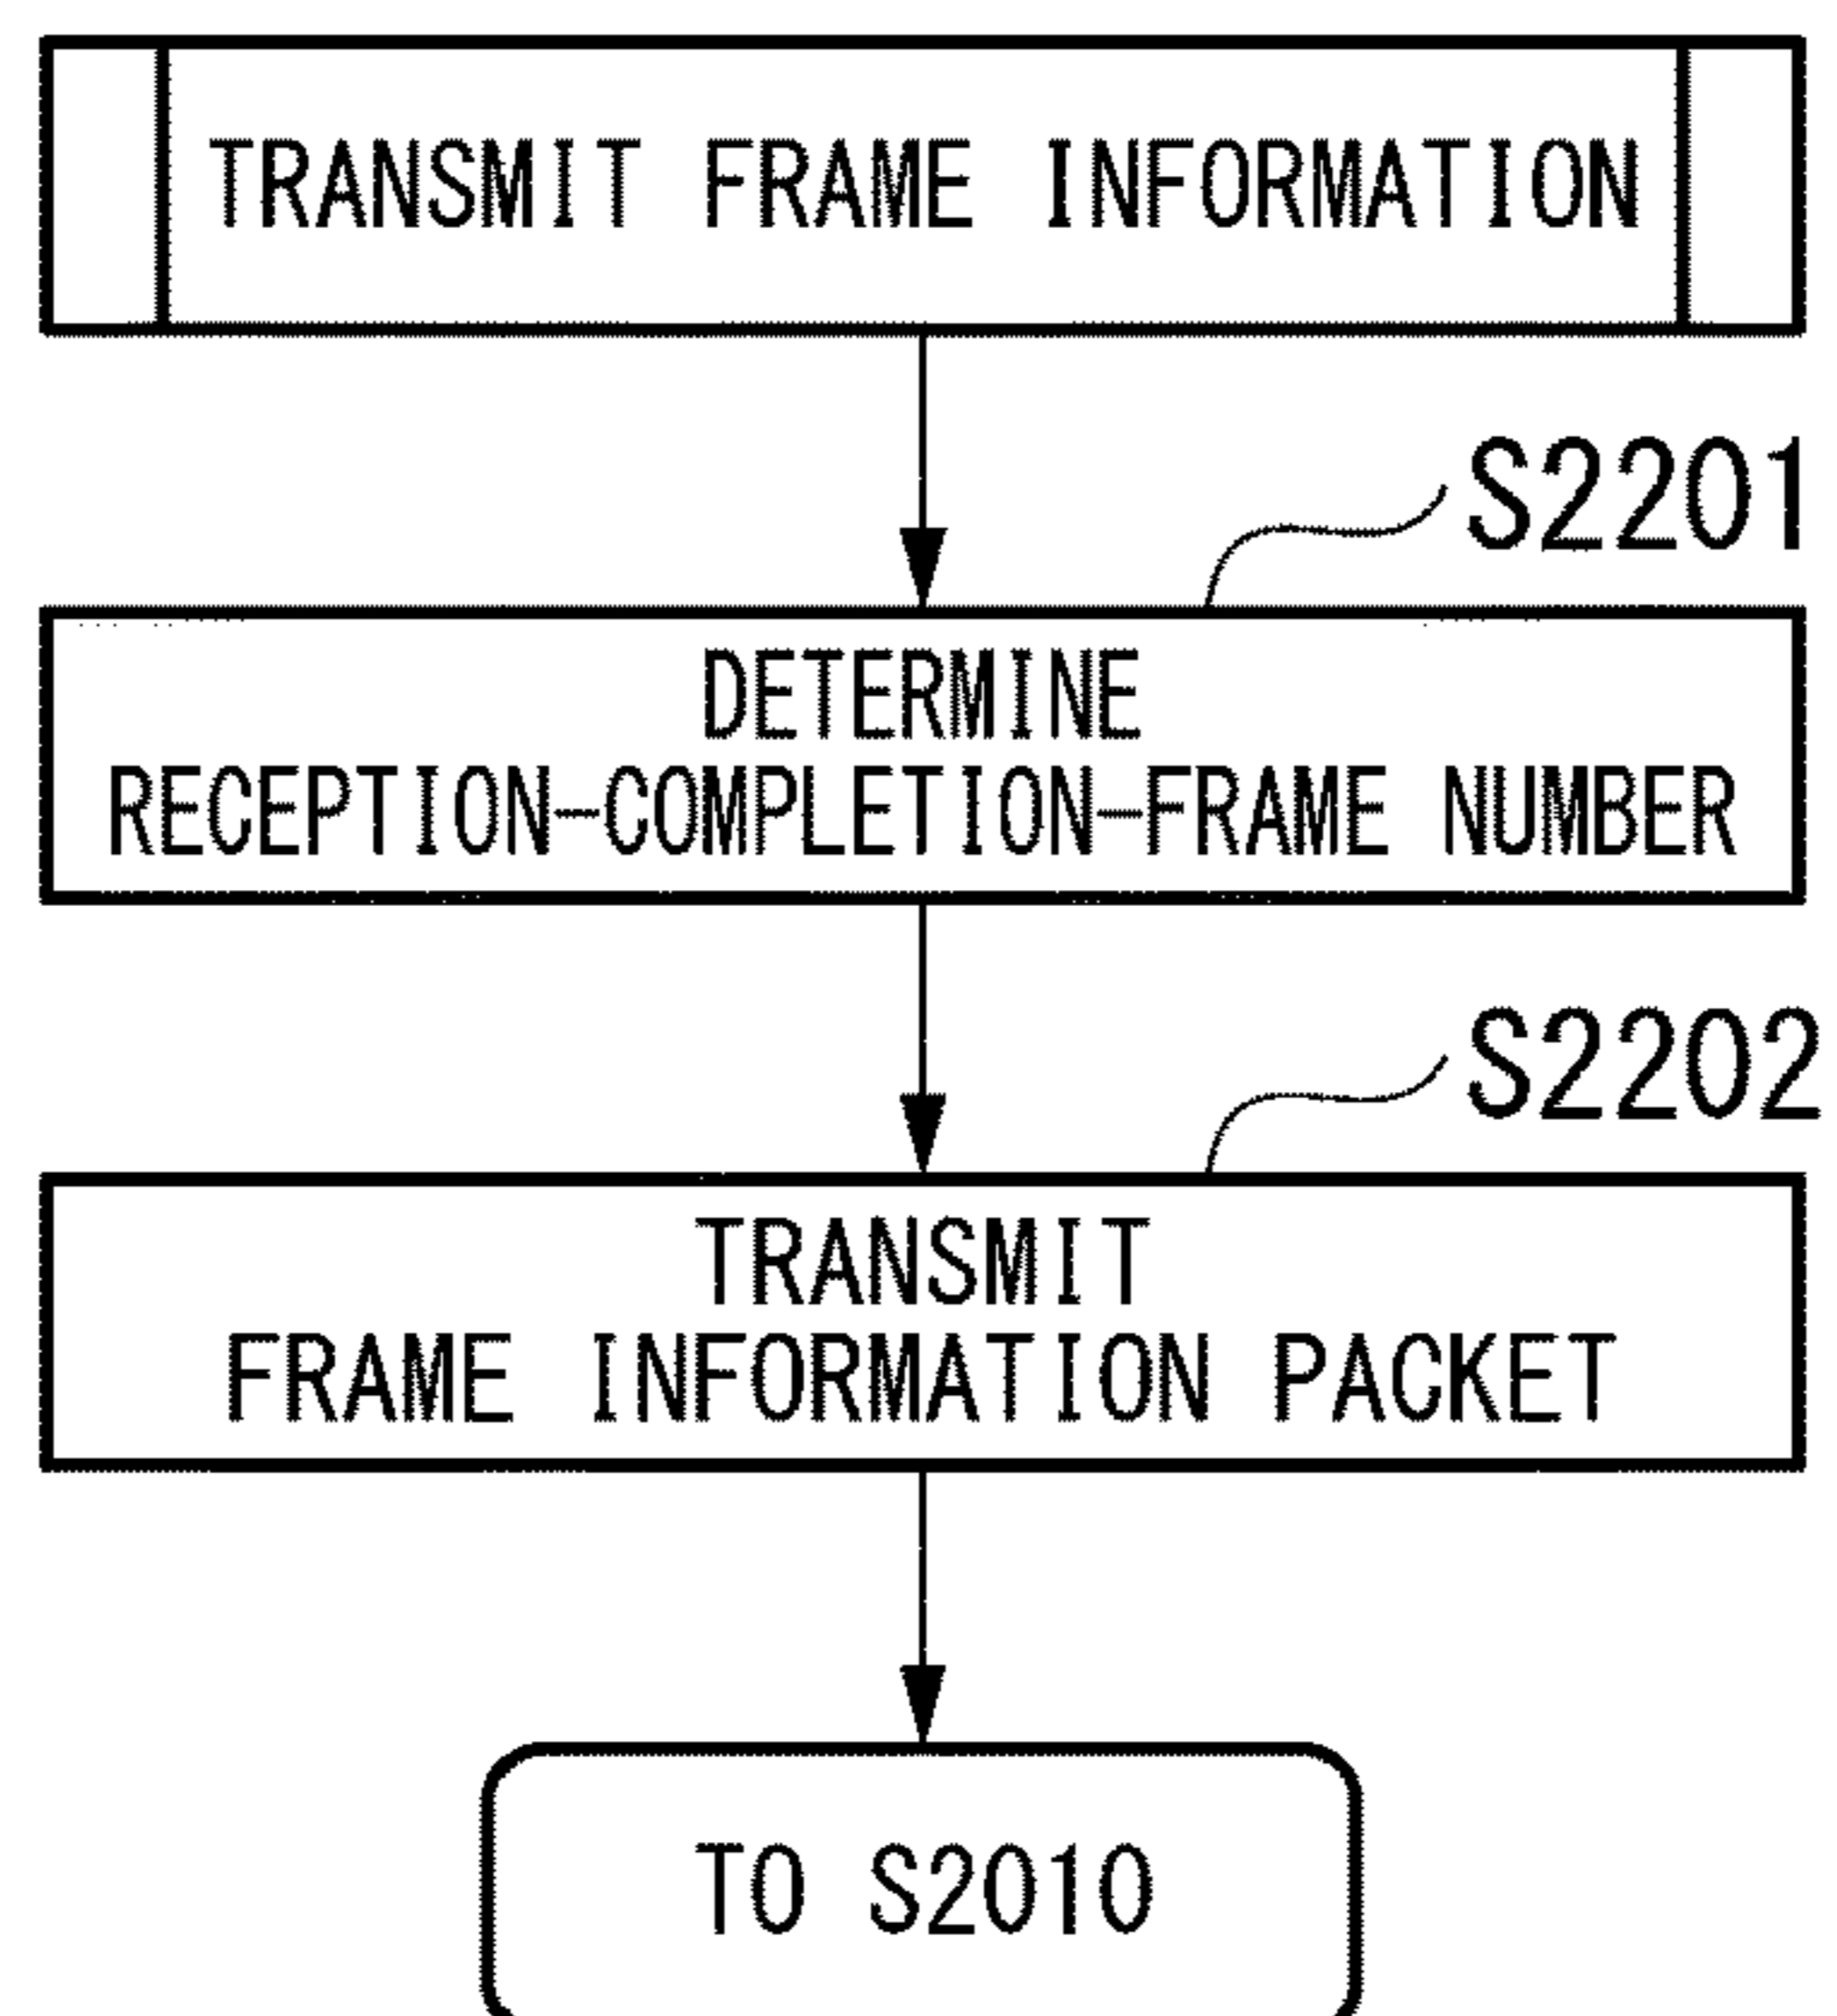 TRANSMIT FRAME INFORMATION
S2201
DETERMINE
RECEPTION-COMPLETION-FRAME NUMBER
S2202
TRANSMIT
FRAME INFORMATION PACKET
TO S2010